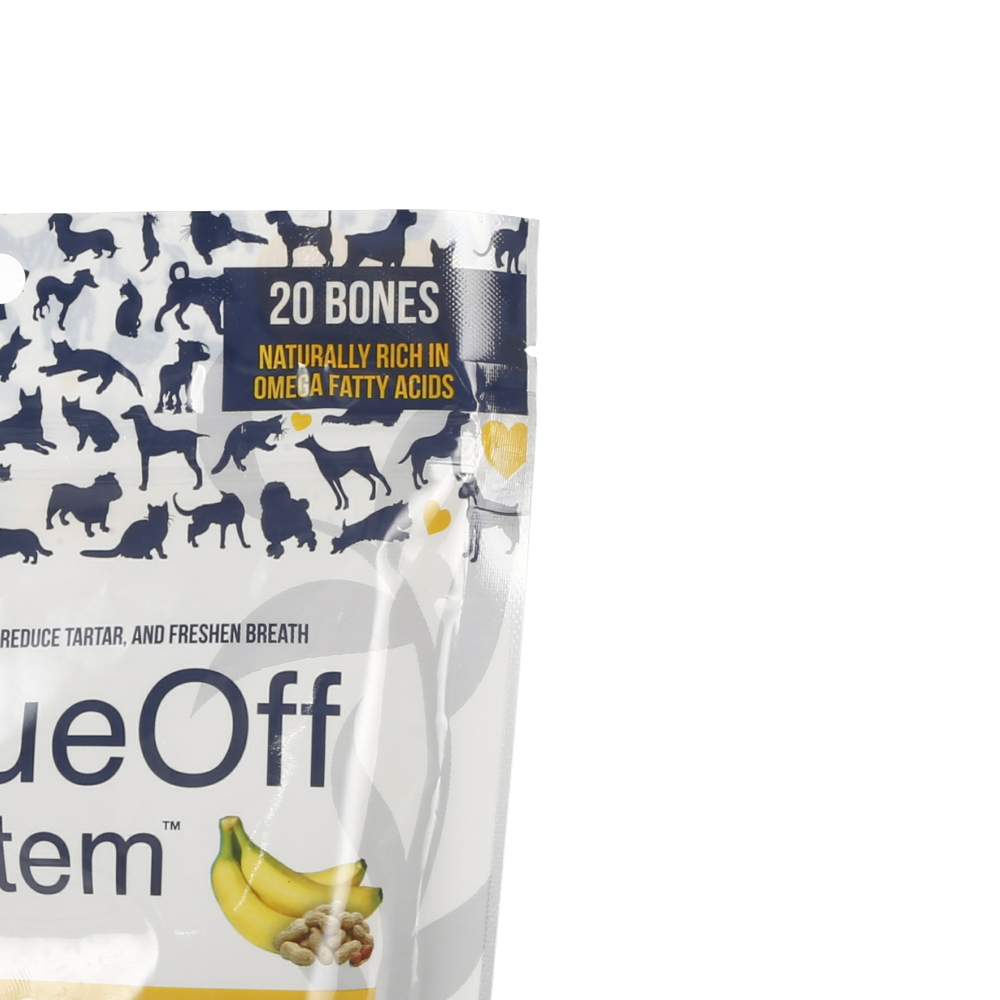 20 BONES
NATURALLY RICH IN
OMEGA FATTY ACIDS
REDUCE TARTAR, AND FRESHEN BREATH
ueOff
tem™